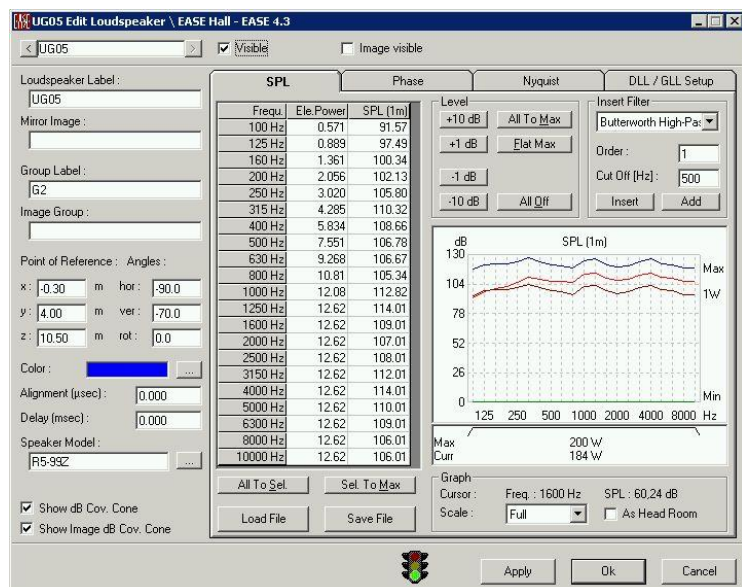 UG05 Edit Loudspeaker \ EASE Hall - EASE 4.3
< UG05 >
Visible
Image visible
Loudspeaker Label :
UG05
Mirror Image :
Group Label :
G2
Image Group :
Point of Reference : Angles :
x : -0.30 m hor : -90.0
y : 4.00 m ver : -70.0
z : 10.50 m rot : 0.0
Color : ...
Alignment (µsec) : 0.000
Delay (msec) : 0.000
Speaker Model :
R5-99Z ...
Show dB Cov. Cone
Show Image dB Cov. Cone
SPL Phase Nyquist DLL / GLL Setup
Frequ. Ele.Power SPL (1m)
100 Hz 0.571 91.57
125 Hz 0.889 97.49
160 Hz 1.361 100.34
200 Hz 2.056 102.13
250 Hz 3.020 105.80
315 Hz 4.285 110.32
400 Hz 5.834 108.66
500 Hz 7.551 106.78
630 Hz 9.268 106.67
800 Hz 10.81 105.34
1000 Hz 12.08 112.82
1250 Hz 12.62 114.01
1600 Hz 12.62 109.01
2000 Hz 12.62 107.01
2500 Hz 12.62 108.01
3150 Hz 12.62 112.01
4000 Hz 12.62 114.01
5000 Hz 12.62 110.01
6300 Hz 12.62 109.01
8000 Hz 12.62 106.01
10000 Hz 12.62 106.01
All To Sel. Sel. To Max
Load File Save File
Level
+10 dB All To Max
+1 dB Flat Max
-1 dB
-10 dB All Off
Insert Filter
Butterworth High-Pas
Order : 1
Cut Off [Hz] : 500
Insert Add
dB SPL (1m)
130
Max
104
1W
78
52
26
0 Min
125 250 500 1000 2000 4000 8000 Hz
Max 200 W
Curr 184 W
Graph
Cursor : Freq. : 1600 Hz SPL : 60,24 dB
Scale : Full As Head Room
Apply Ok Cancel